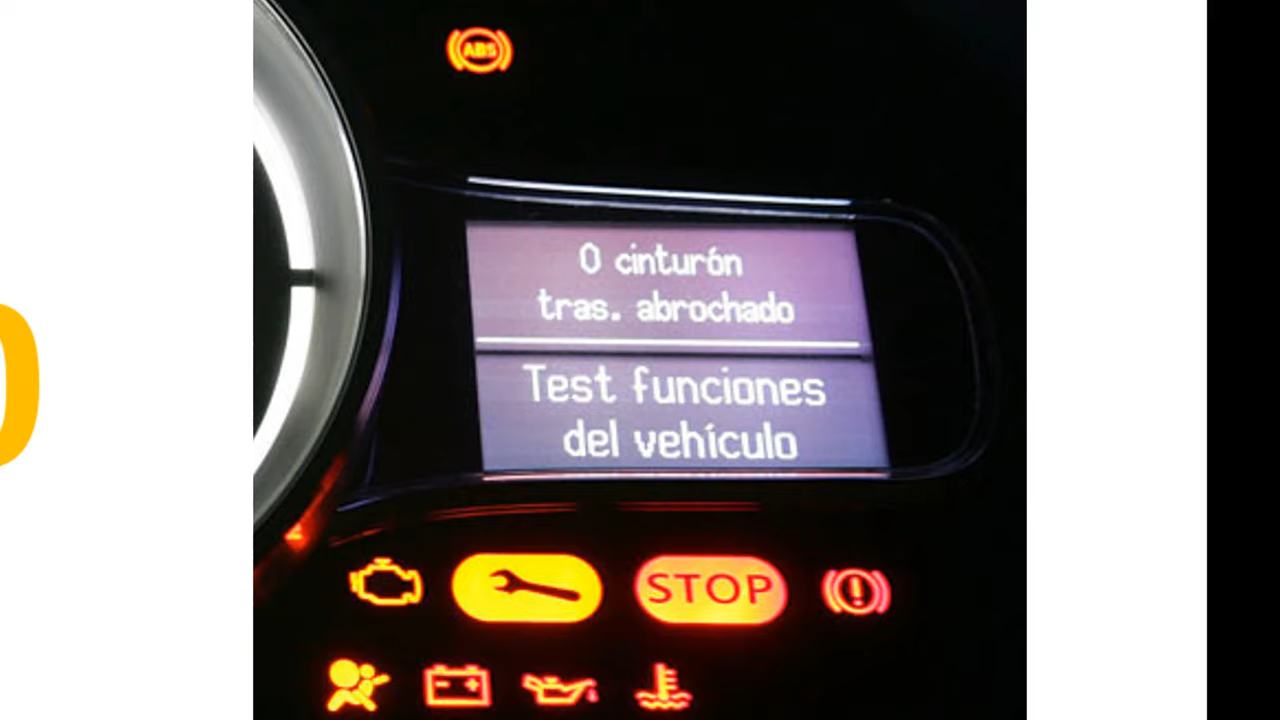 ABS
0 cinturón
tras. abrochado
Test funciones
del vehículo
STOP